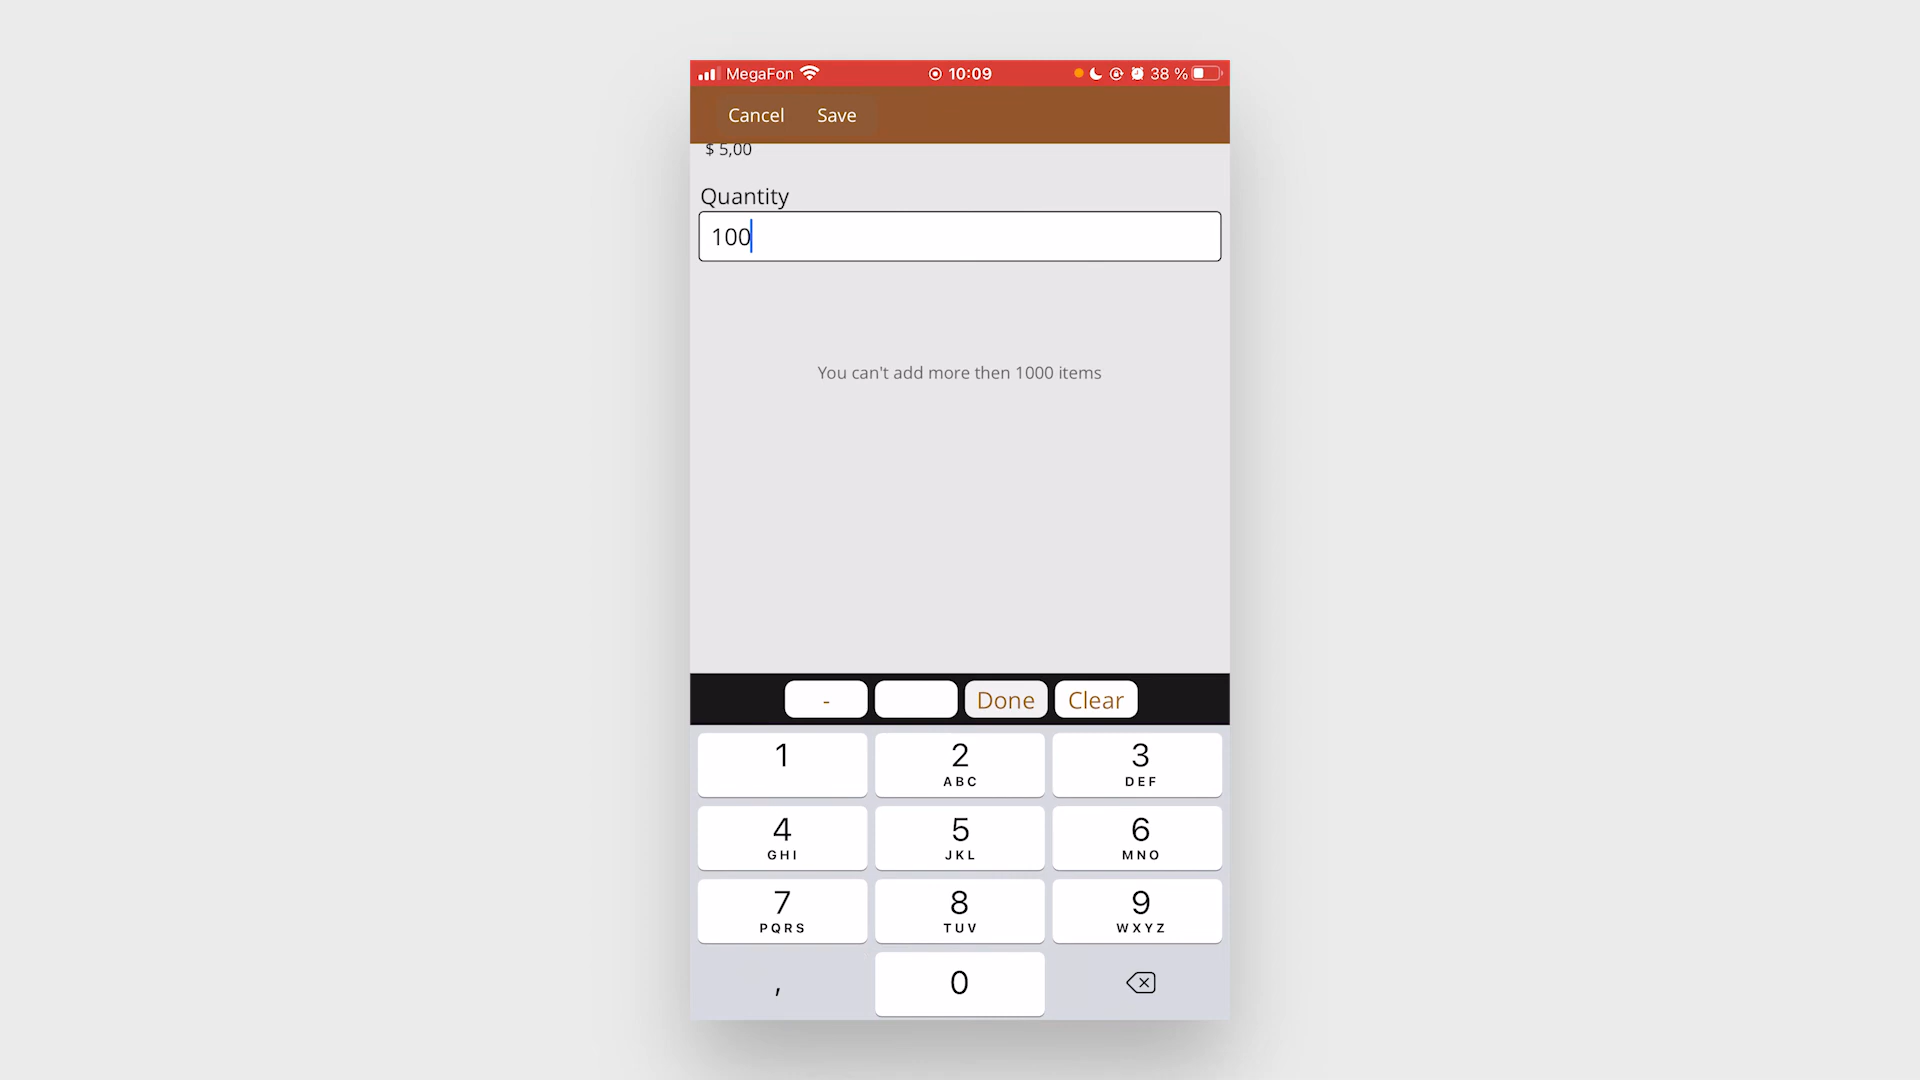 MegaFon 10:09 38 %
Cancel Save
$ 5,00
Quantity
100
You can't add more then 1000 items
- Done Clear
1 2 3
ABC DEF
4 5 6
GHI JKL MNO
7 8 9
PQRS TUV WXYZ
, 0